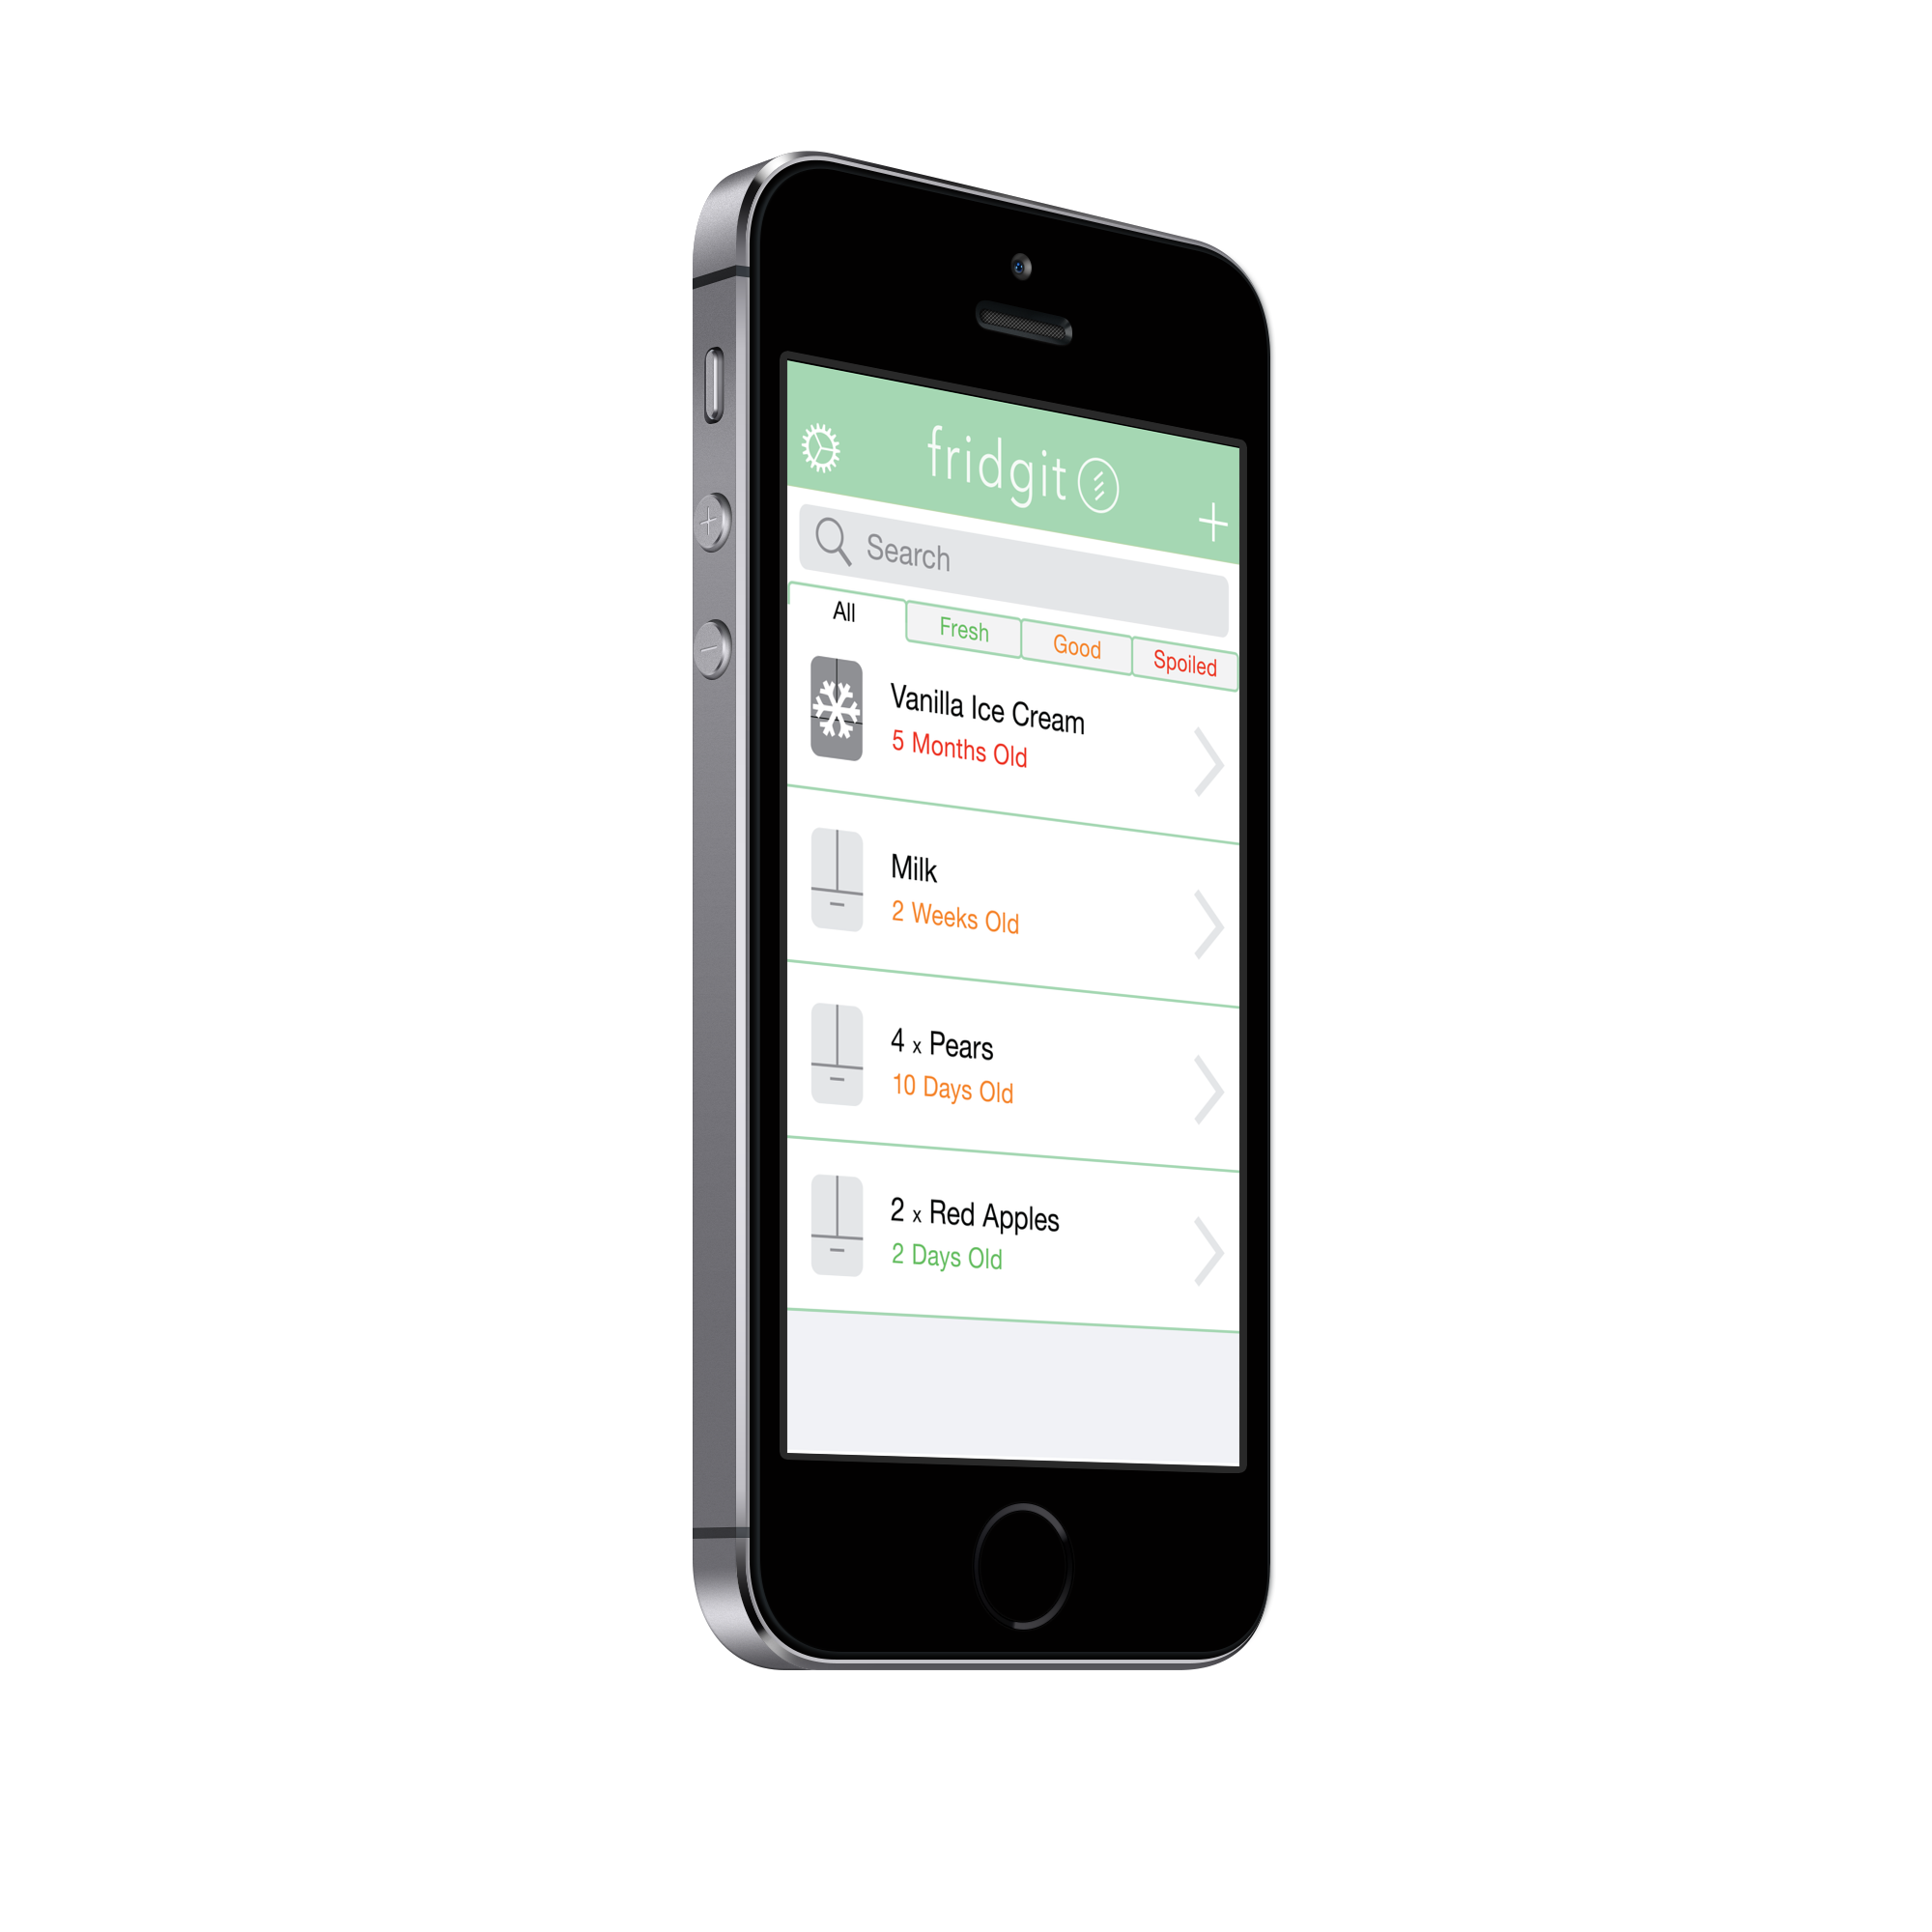 fridgit
Search
All Fresh Good Spoiled
Vanilla Ice Cream
5 Months Old
Milk
2 Weeks Old
4 x Pears
10 Days Old
2 x Red Apples
2 Days Old